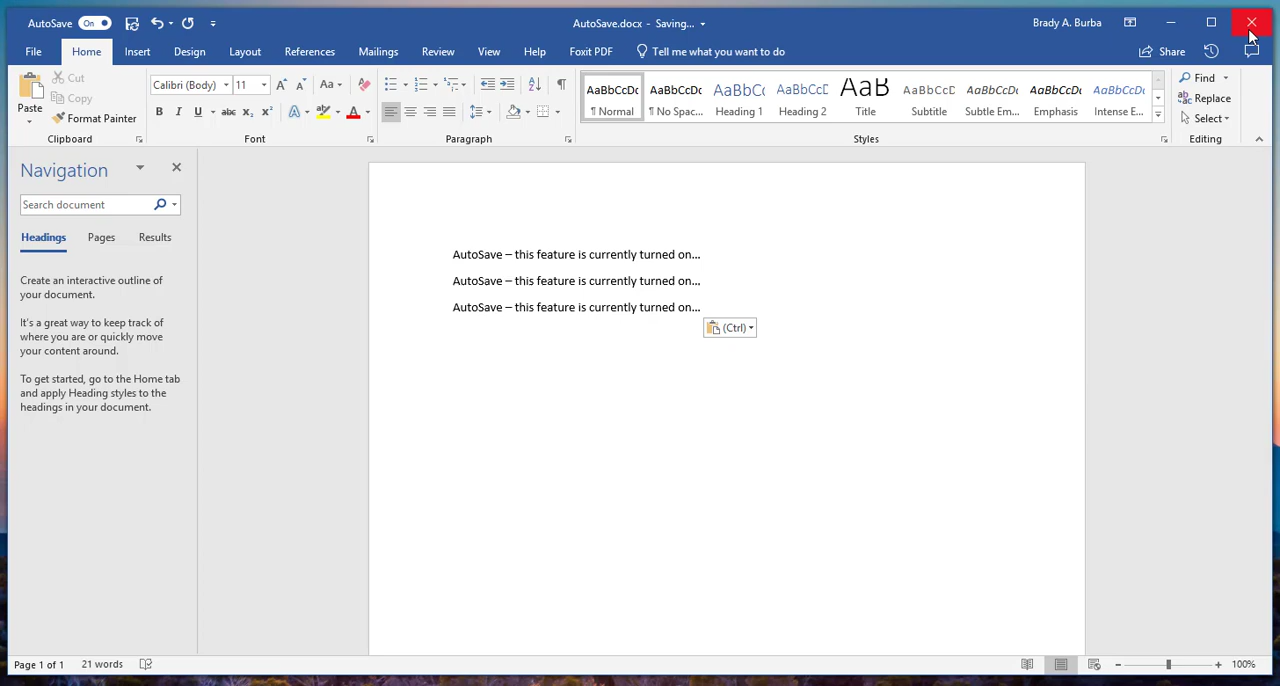 AutoSave On AutoSave.docx - Saving... Brady A. Burba
File Home Insert Design Layout References Mailings Review View Help Foxit PDF Tell me what you want to do Share
Paste Cut Copy Format Painter
Calibri (Body) 11 Aa
B I U abc x₂ x²
AaBbCcDc AaBbCcDc AaBbC( AaBbCcD AaB AaBbCcD AaBbCcDc AaBbCcDc AaBbCcDc
¶ Normal ¶ No Spac... Heading 1 Heading 2 Title Subtitle Subtle Em... Emphasis Intense E...
Find
Replace
Select
Clipboard Font Paragraph Styles Editing
Navigation
Search document
Headings Pages Results
Create an interactive outline of
your document.
It's a great way to keep track of
where you are or quickly move
your content around.
To get started, go to the Home tab
and apply Heading styles to the
headings in your document.
AutoSave – this feature is currently turned on...
AutoSave – this feature is currently turned on...
AutoSave – this feature is currently turned on...
(Ctrl)
Page 1 of 1 21 words 100%